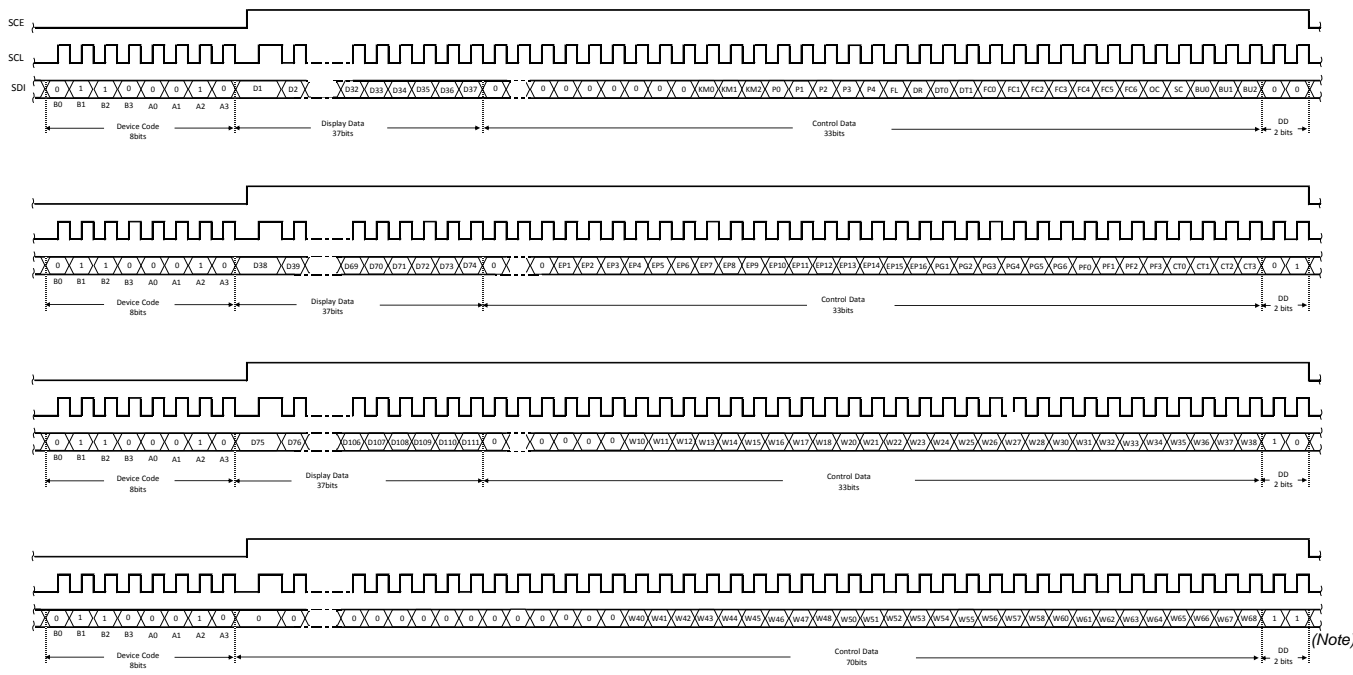 SCE
SCL
SDI 0 1 1 0 0 0 1 0 D1 D2 D32 D33 D34 D35 D36 D37 0 0 0 0 0 0 0 0 KM0 KM1 KM2 P0 P1 P2 P3 P4 FL DR DT0 DT1 FC0 FC1 FC2 FC3 FC4 FC5 FC6 OC SC BU0 BU1 BU2 0 0
B0 B1 B2 B3 A0 A1 A2 A3
Device Code Display Data Control Data DD
8bits 37bits 33bits 2 bits
0 1 1 0 0 0 1 0 D38 D39 D69 D70 D71 D72 D73 D74 0 0 EP1 EP2 EP3 EP4 EP5 EP6 EP7 EP8 EP9 EP10 EP11 EP12 EP13 EP14 EP15 EP16 PG1 PG2 PG3 PG4 PG5 PG6 PF0 PF1 PF2 PF3 CT0 CT1 CT2 CT3 0 1
B0 B1 B2 B3 A0 A1 A2 A3
Device Code Display Data Control Data DD
8bits 37bits 33bits 2 bits
0 1 1 0 0 0 1 0 D75 D76 D106 D107 D108 D109 D110 D111 0 0 0 0 0 W10 W11 W12 W13 W14 W15 W16 W17 W18 W20 W21 W22 W23 W24 W25 W26 W27 W28 W30 W31 W32 W33 W34 W35 W36 W37 W38 1 0
B0 B1 B2 B3 A0 A1 A2 A3
Device Code Display Data Control Data DD
8bits 37bits 33bits 2 bits
0 1 1 0 0 0 1 0 0 0 0 0 0 0 0 0 0 0 0 0 0 0 W40 W41 W42 W43 W44 W45 W46 W47 W48 W50 W51 W52 W53 W54 W55 W56 W57 W58 W60 W61 W62 W63 W64 W65 W66 W67 W68 1 1
B0 B1 B2 B3 A0 A1 A2 A3 (Note)
Device Code Control Data DD
8bits 70bits 2 bits